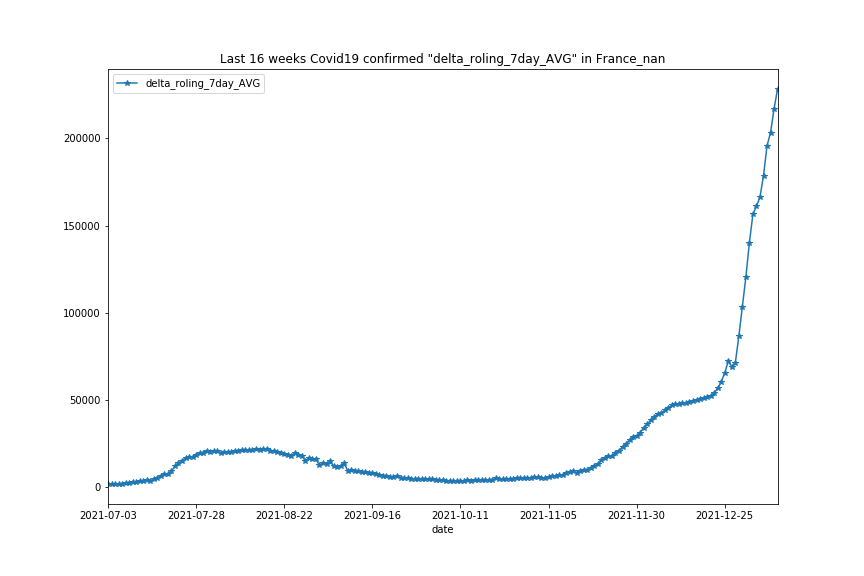 Last 16 weeks Covid19 confirmed "delta_roling_7day_AVG" in France_nan
delta_roling_7day_AVG
200000
150000
100000
50000
0
2021-07-03 2021-07-28 2021-08-22 2021-09-16 2021-10-11 2021-11-05 2021-11-30 2021-12-25
date